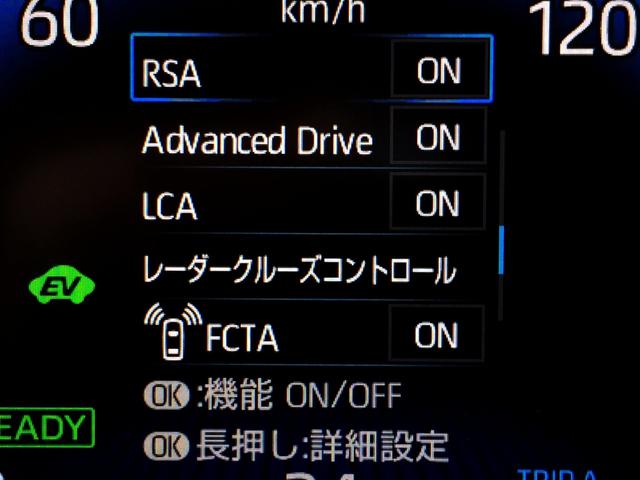 60 km/h 120
RSA ON
Advanced Drive ON
LCA ON
レーダークルーズコントロール
EV
FCTA ON
OK :機能 ON/OFF
EADY
OK 長押し:詳細設定
TRIP A